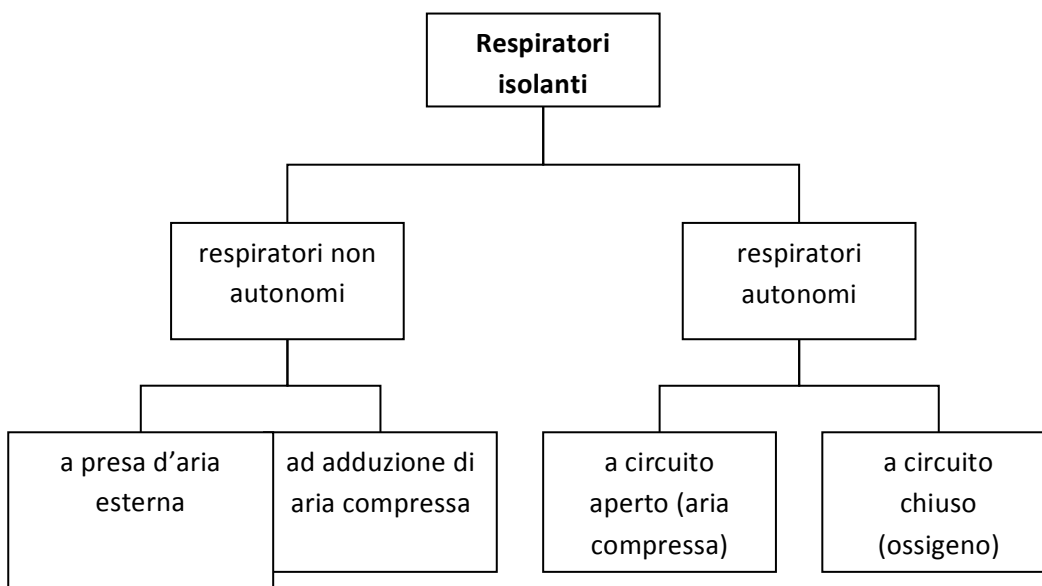 Respiratori
isolanti
respiratori non
autonomi
respiratori
autonomi
a presa d’aria
esterna
ad adduzione di
aria compressa
a circuito
aperto (aria
compressa)
a circuito
chiuso
(ossigeno)